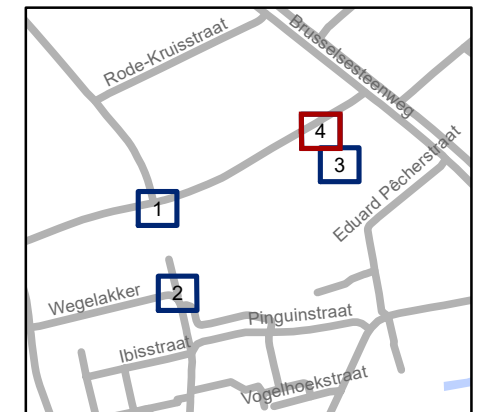 Rode-Kruisstraat
Brusselsesteenweg
4
3
Eduard Pêcherstraat
1
2
Wegelakker
Pinguinstraat
Ibisstraat
Vogelhoekstraat